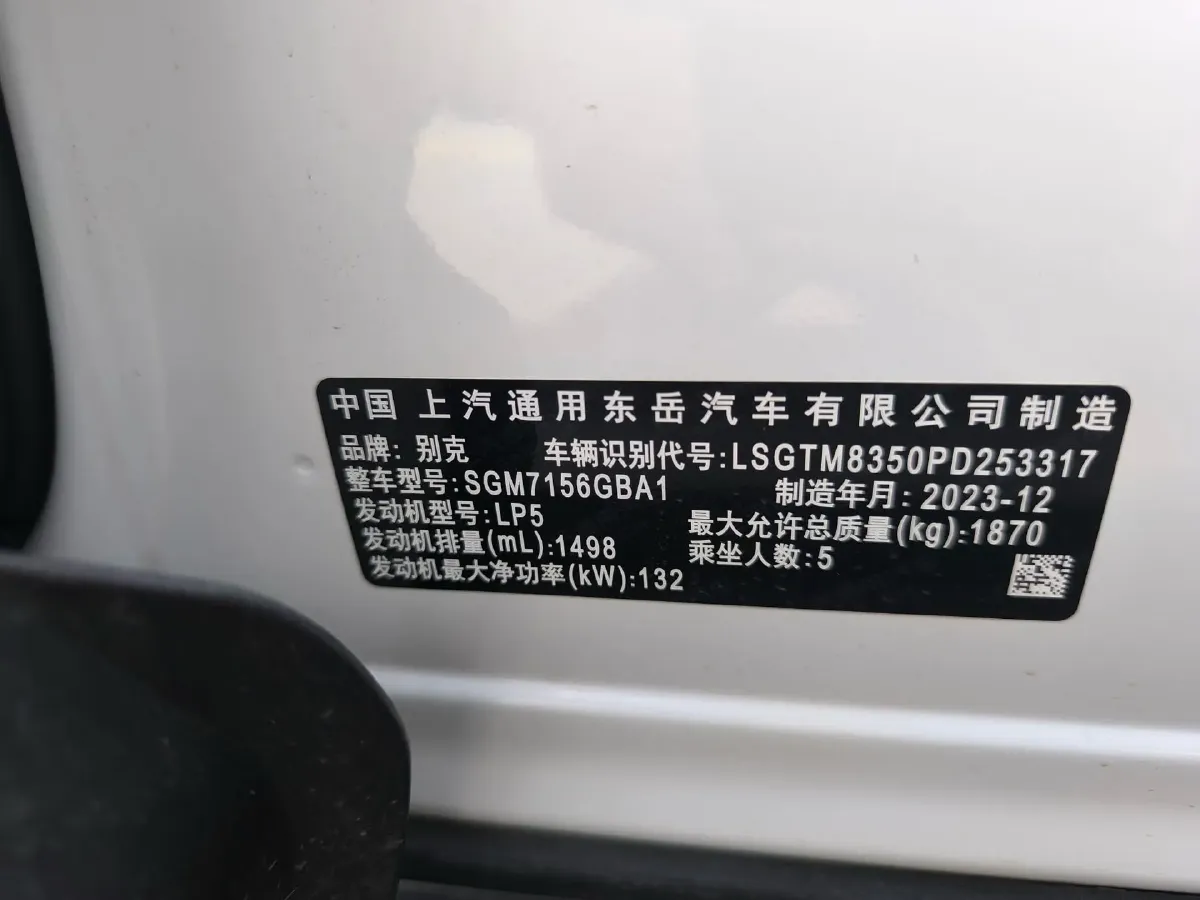 中国 上汽通用东岳汽车有限公司制造
品牌: 别克 车辆识别代号:LSGTM8350PD253317
整车型号:SGM7156GBA1 制造年月: 2023-12
发动机型号:LP5 最大允许总质量(kg):1870
发动机排量(mL):1498 乘坐人数:5
发动机最大净功率(kW):132